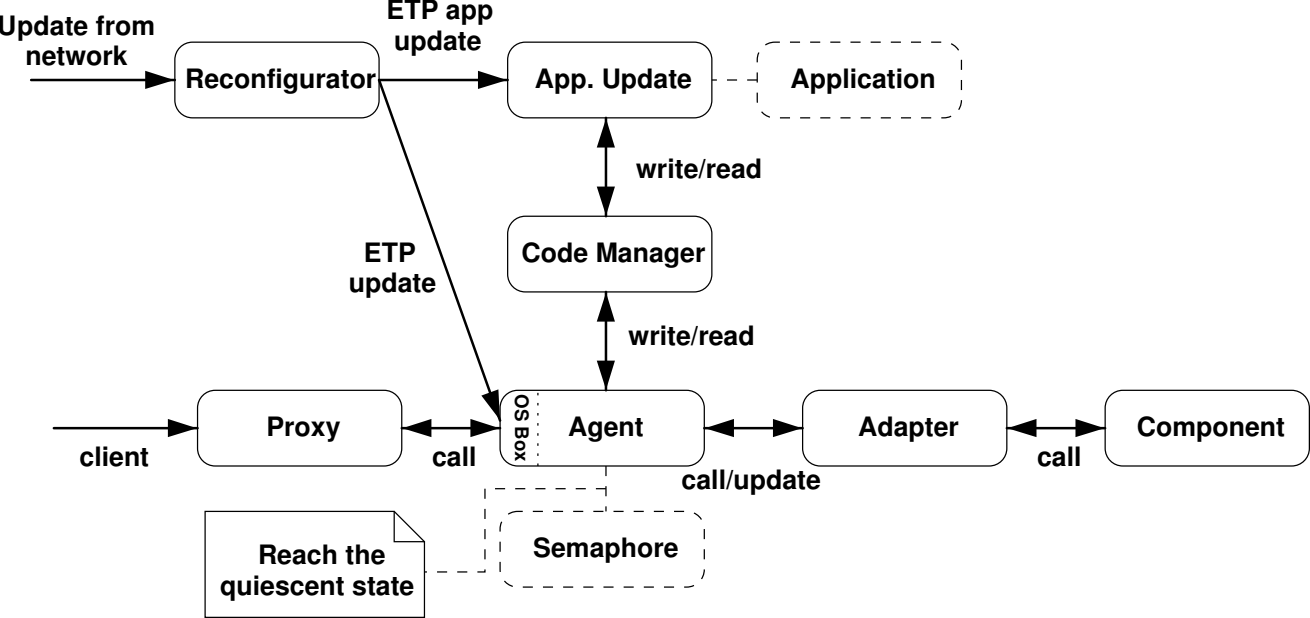 Update from
network
ETP app
update
Reconfigurator
App. Update
Application
write/read
Code Manager
ETP
update
write/read
client
Proxy
call
OS Box
Agent
call/update
Adapter
call
Component
Reach the
quiescent state
Semaphore